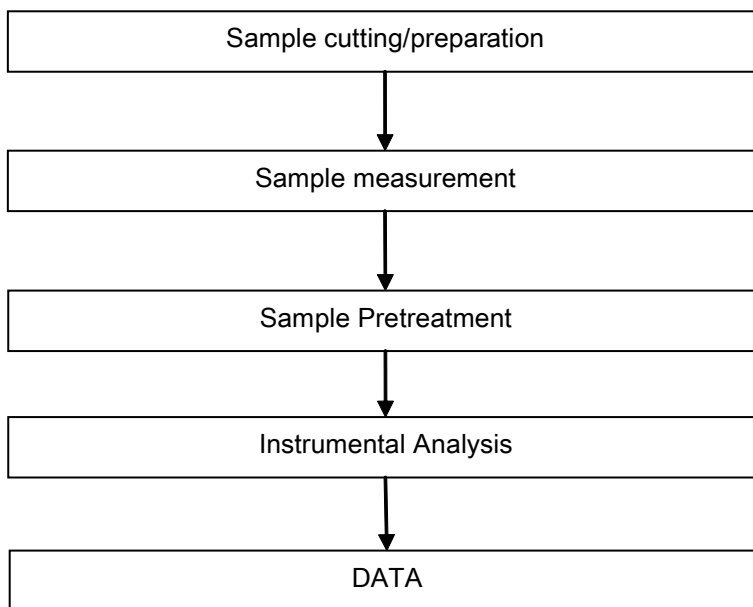 Sample cutting/preparation
Sample measurement
Sample Pretreatment
Instrumental Analysis
DATA